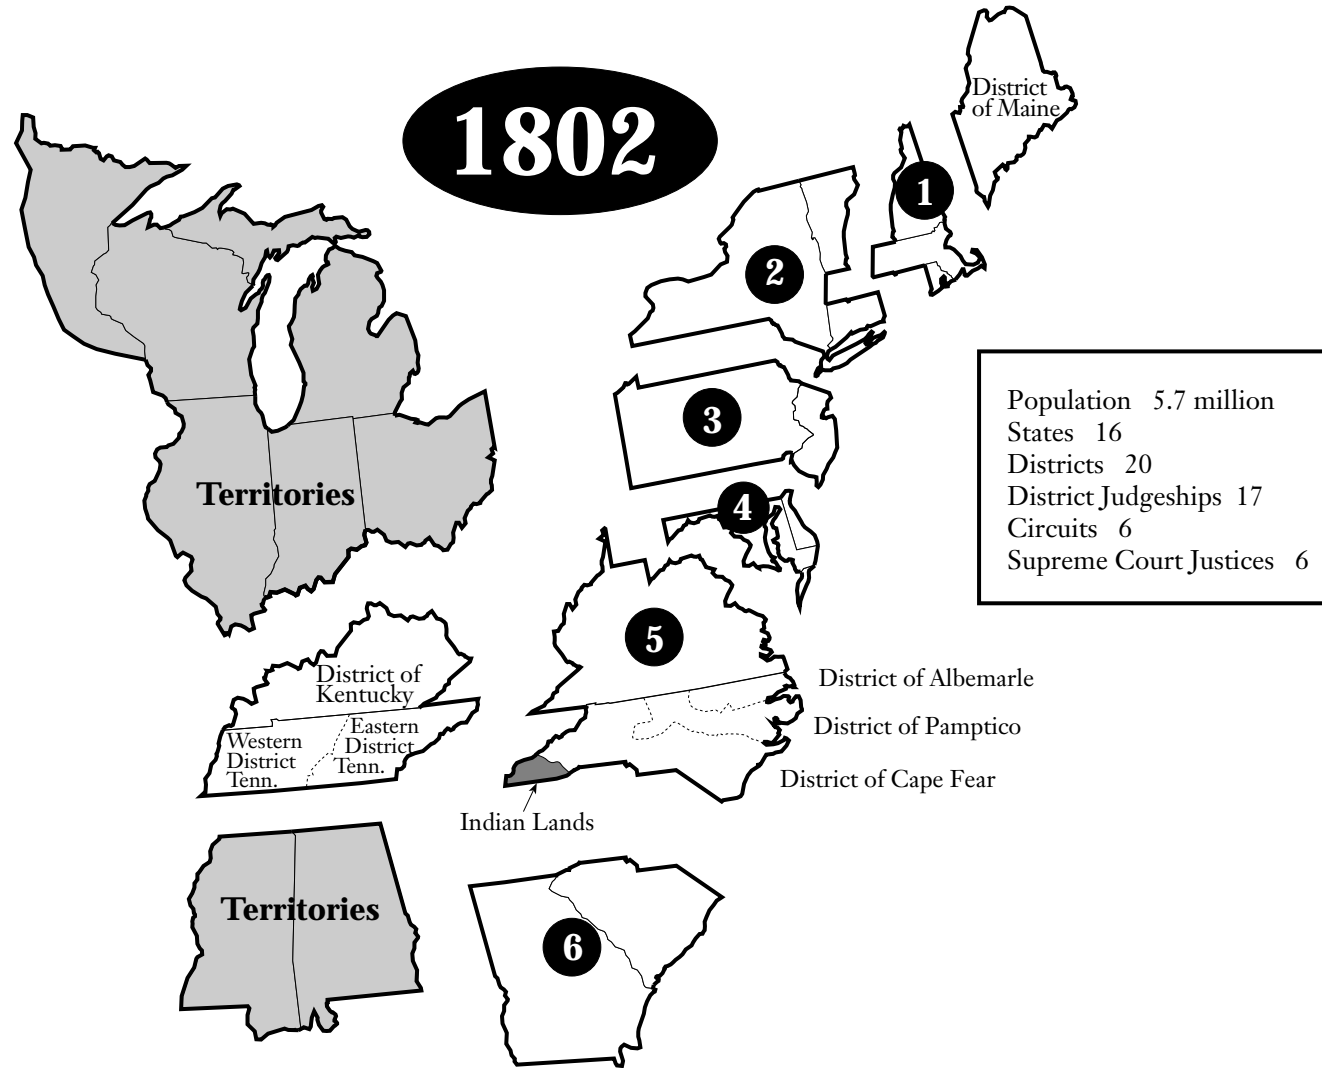 1802
District
of Maine
1
2
3
4
5
6
Population 5.7 million
States 16
Districts 20
District Judgeships 17
Circuits 6
Supreme Court Justices 6
Territories
District of
Kentucky
Western
District
Tenn.
Eastern
District
Tenn.
District of Albemarle
District of Pamptico
District of Cape Fear
Indian Lands
Territories